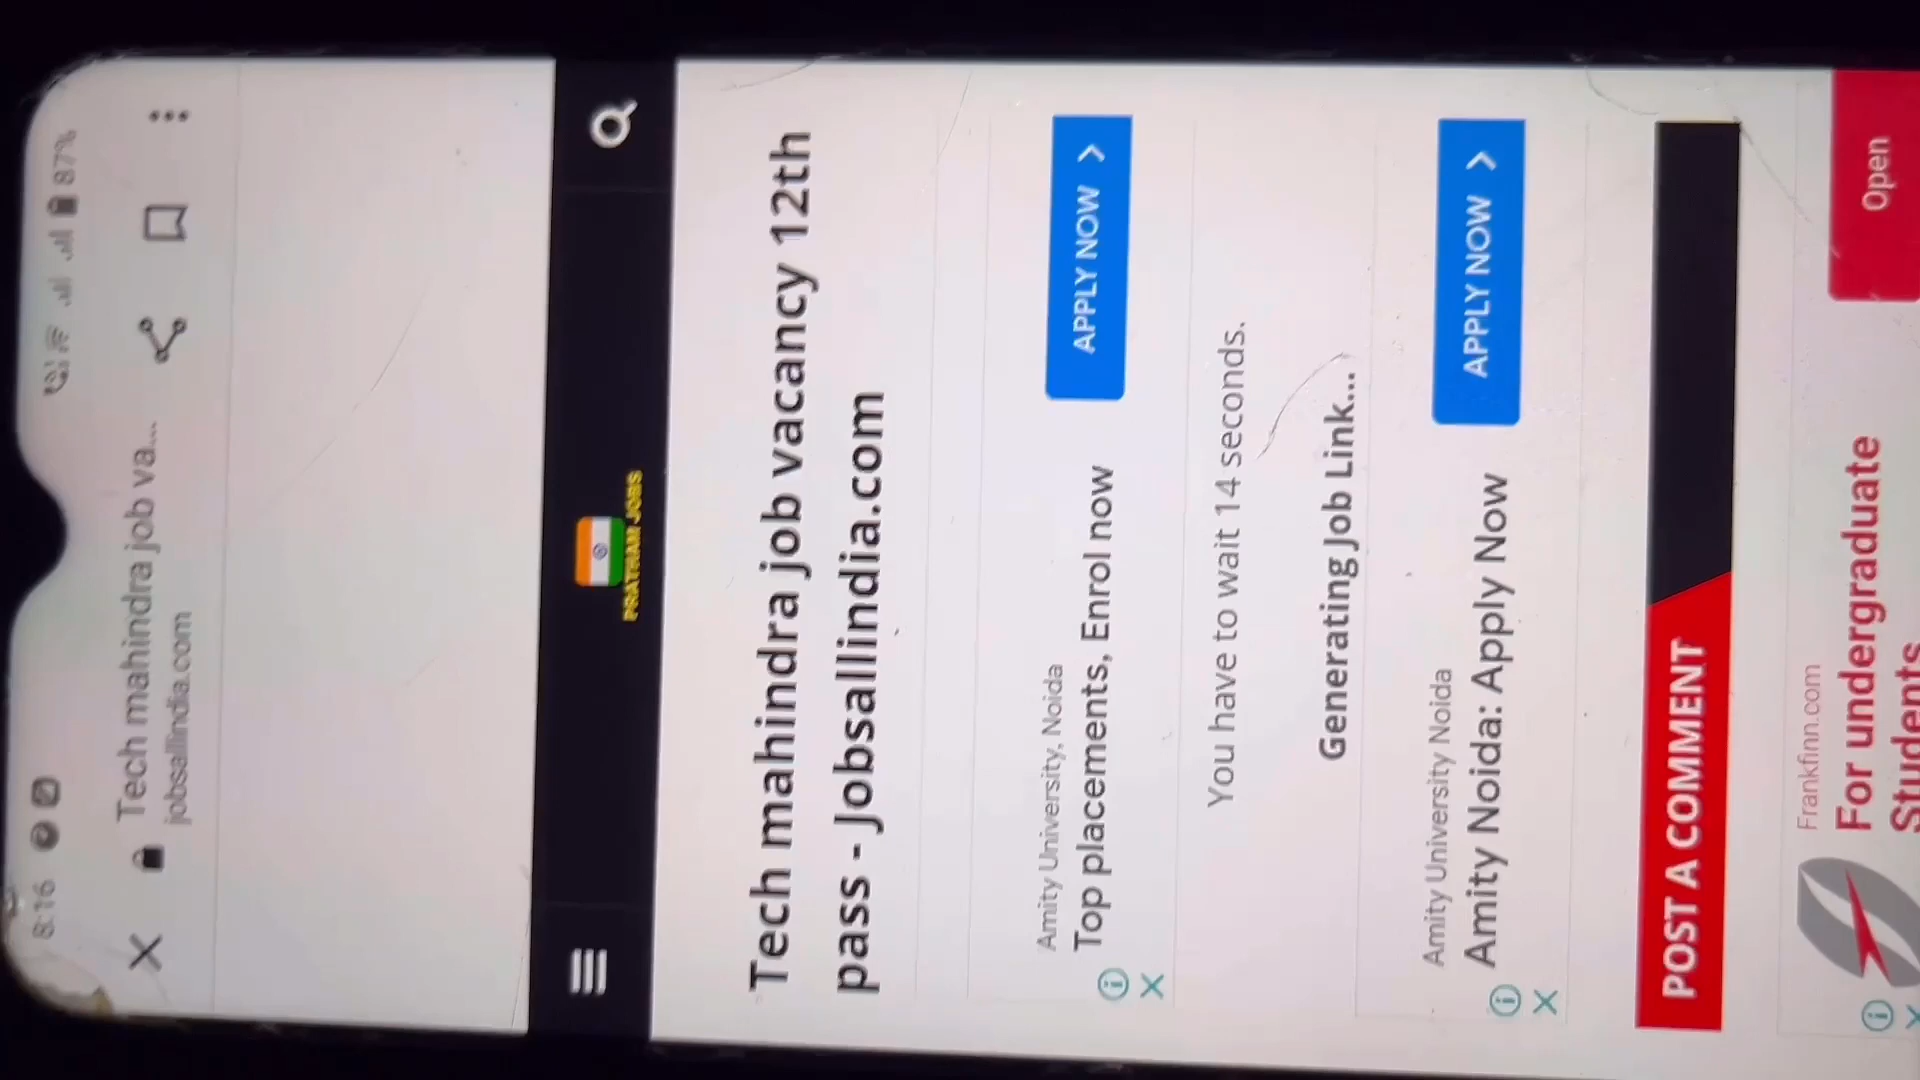 8:16
87%
Tech mahindra job va...
jobsallindia.com
PRATHAM JOBS
Tech mahindra job vacancy 12th
pass - Jobsallindia.com
Amity University, Noida
Top placements, Enrol now
APPLY NOW
You have to wait 14 seconds.
Generating Job Link...
Amity University Noida
Amity Noida: Apply Now
APPLY NOW
POST A COMMENT
Frankfinn.com
For undergraduate
Students
Open